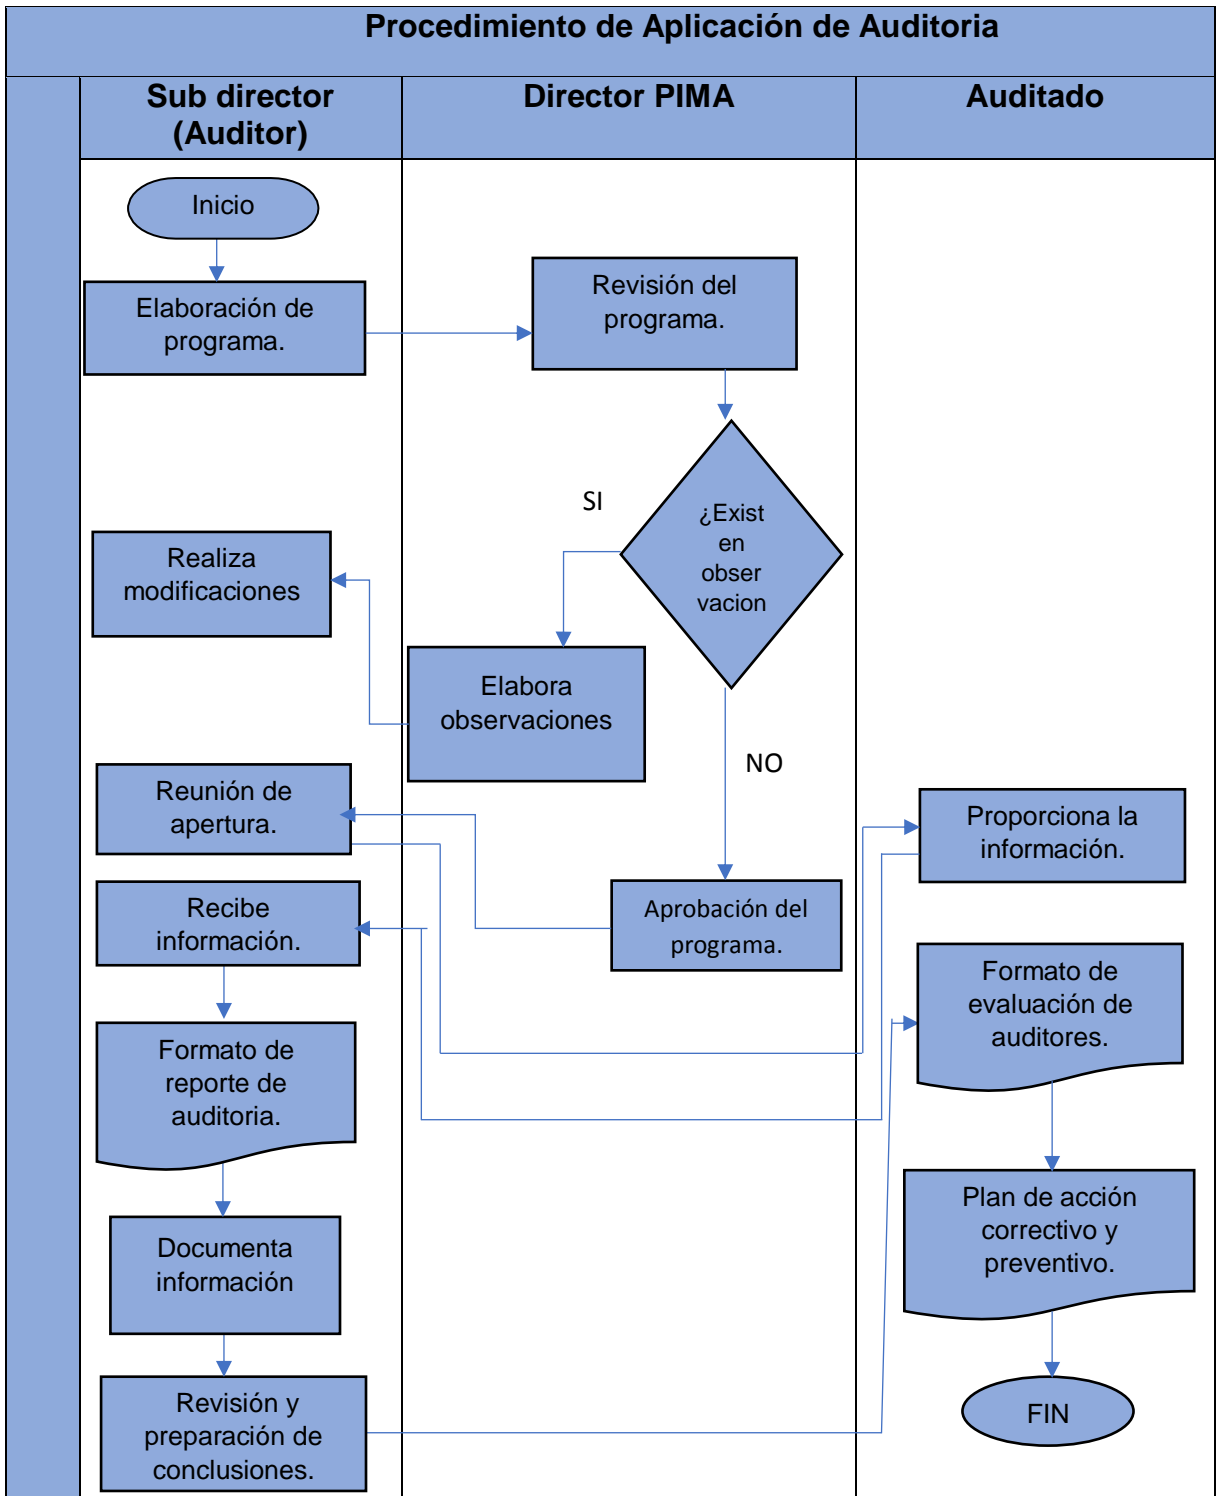 Procedimiento de Aplicación de Auditoria
Sub director
(Auditor)
Director PIMA
Auditado
Inicio
Elaboración de
programa.
Revisión del
programa.
¿Exist
en
obser
vacion
SI
Realiza
modificaciones
Elabora
observaciones
NO
Reunión de
apertura.
Proporciona la
información.
Recibe
información.
Aprobación del
programa.
Formato de
evaluación de
auditores.
Formato de
reporte de
auditoria.
Plan de acción
correctivo y
preventivo.
Documenta
información
Revisión y
preparación de
conclusiones.
FIN